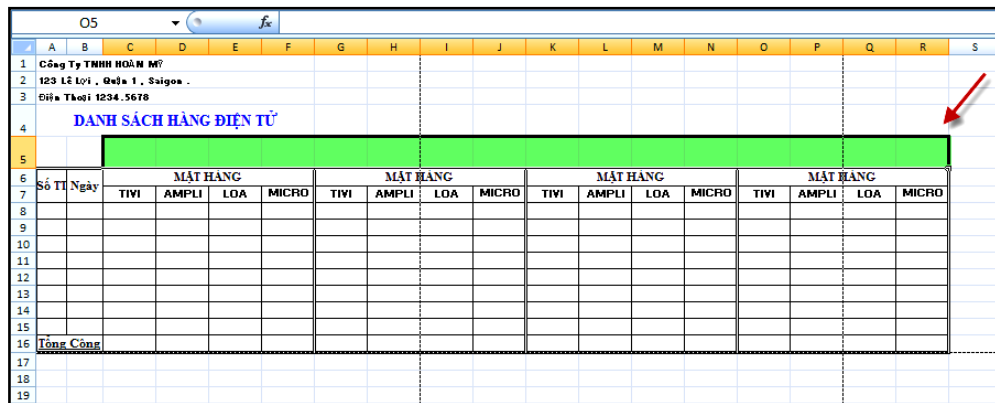 O5 fx
A B C D E F G H I J K L M N O P Q R S
1 Công Ty TNHH HOÀN MỸ
2 123 Lê Lợi , Quận 1 , Saigon .
3 Điện Thoại 1234.5678
4 DANH SÁCH HÀNG ĐIỆN TỬ
5
6 Số TT Ngày MẶT HÀNG MẶT HÀNG MẶT HÀNG MẶT HÀNG
7 TIVI AMPLI LOA MICRO TIVI AMPLI LOA MICRO TIVI AMPLI LOA MICRO TIVI AMPLI LOA MICRO
8
9
10
11
12
13
14
15
16 Tổng Công
17
18
19